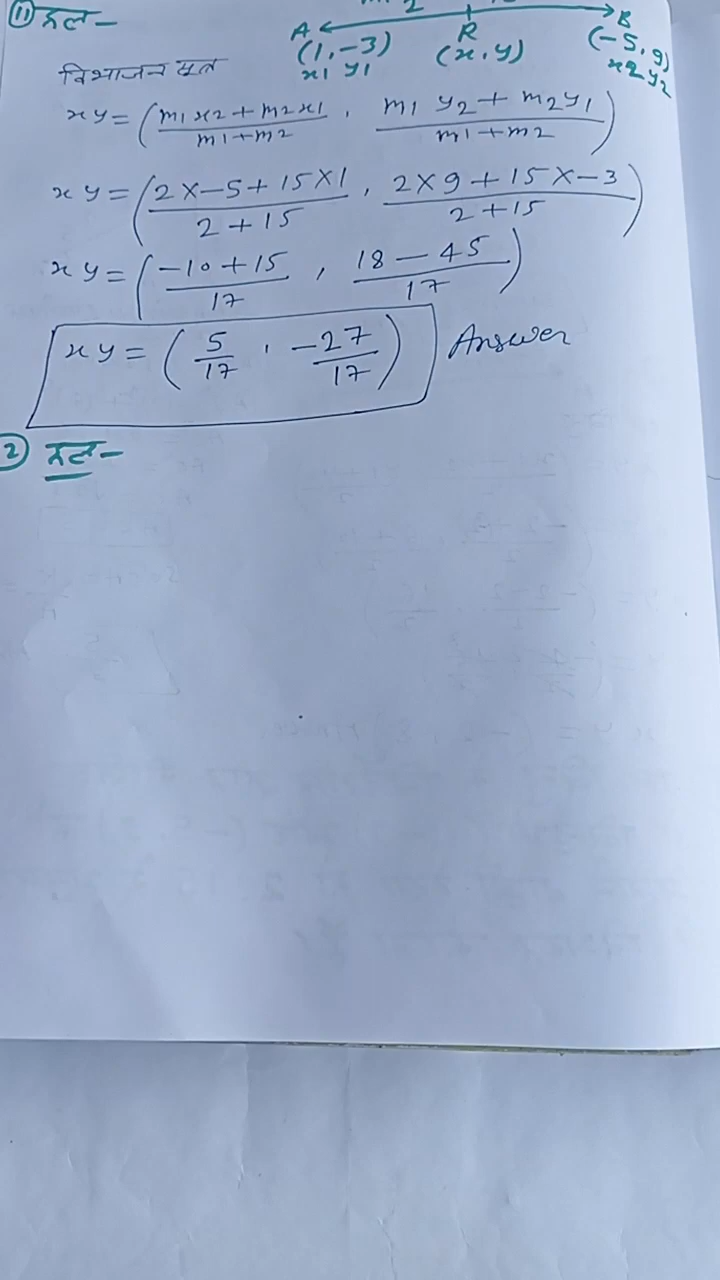 (11) हल–
A R B
(1,-3) (x,y) (-5,9)
x1 y1 x2 y2
विभाजन सूत्र
xy = (m1x2+m2x1/m1+m2, m1y2+m2y1/m1+m2)
xy = (2×-5+15×1/2+15, 2×9+15×-3/2+15)
xy = (-10+15/17, 18-45/17)
xy = (5/17, -27/17) Answer
2) हल–